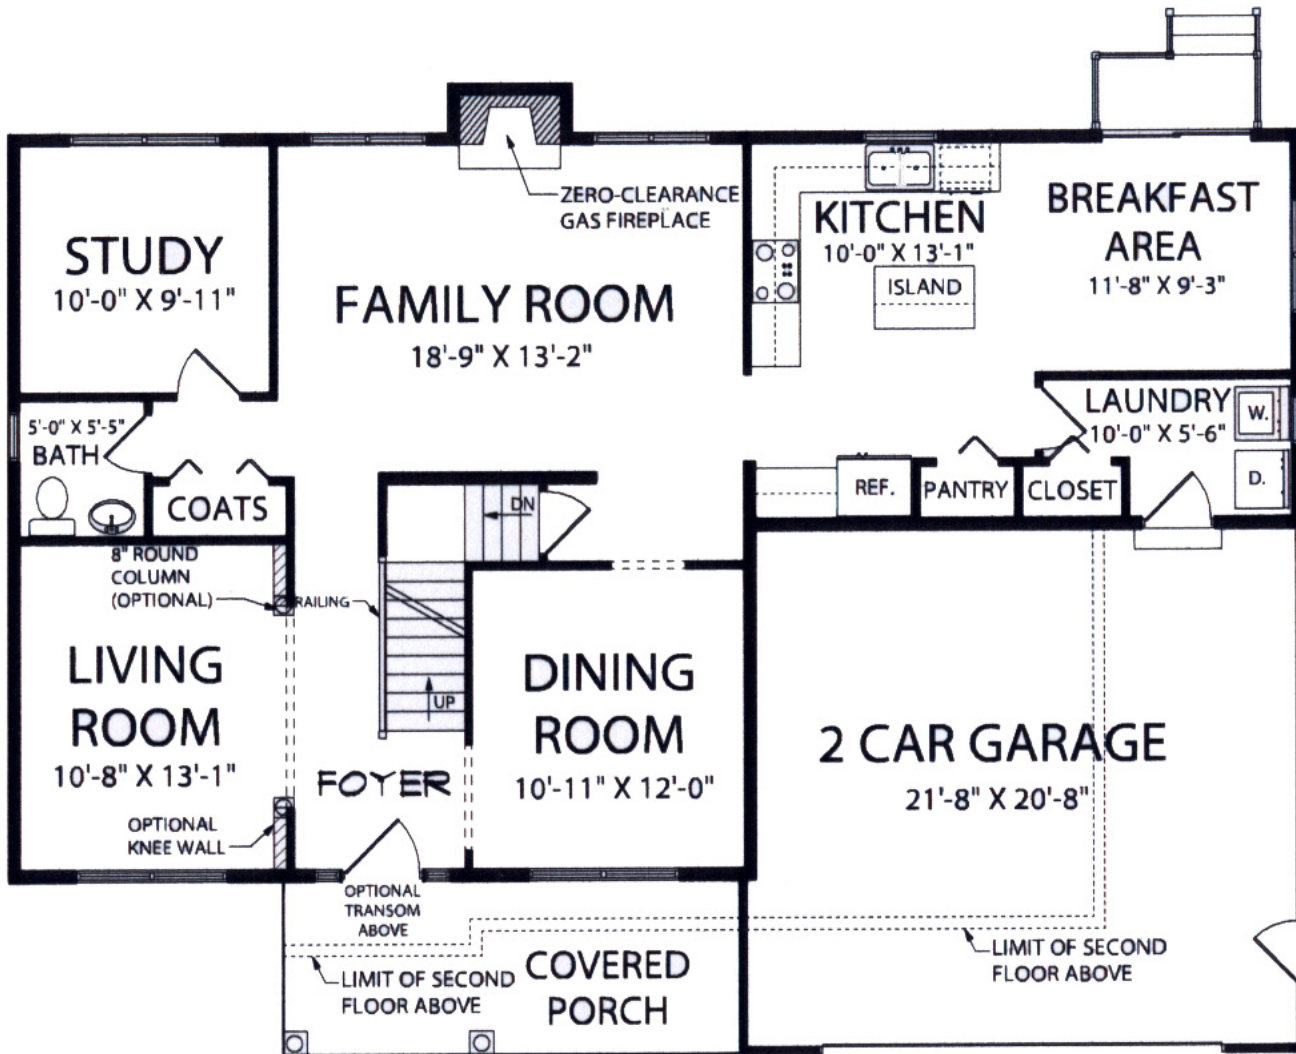 ZERO-CLEARANCE
GAS FIREPLACE
STUDY
10'-0" X 9'-11"
FAMILY ROOM
18'-9" X 13'-2"
KITCHEN
10'-0" X 13'-1"
ISLAND
BREAKFAST
AREA
11'-8" X 9'-3"
5'-0" X 5'-5"
BATH
COATS
LAUNDRY
10'-0" X 5'-6"
W.
D.
REF.
PANTRY
CLOSET
DN
8" ROUND
COLUMN
(OPTIONAL)
RAILING
LIVING
ROOM
10'-8" X 13'-1"
UP
DINING
ROOM
10'-11" X 12'-0"
FOYER
2 CAR GARAGE
21'-8" X 20'-8"
OPTIONAL
KNEE WALL
OPTIONAL
TRANSOM
ABOVE
LIMIT OF SECOND
FLOOR ABOVE
COVERED
PORCH
LIMIT OF SECOND
FLOOR ABOVE